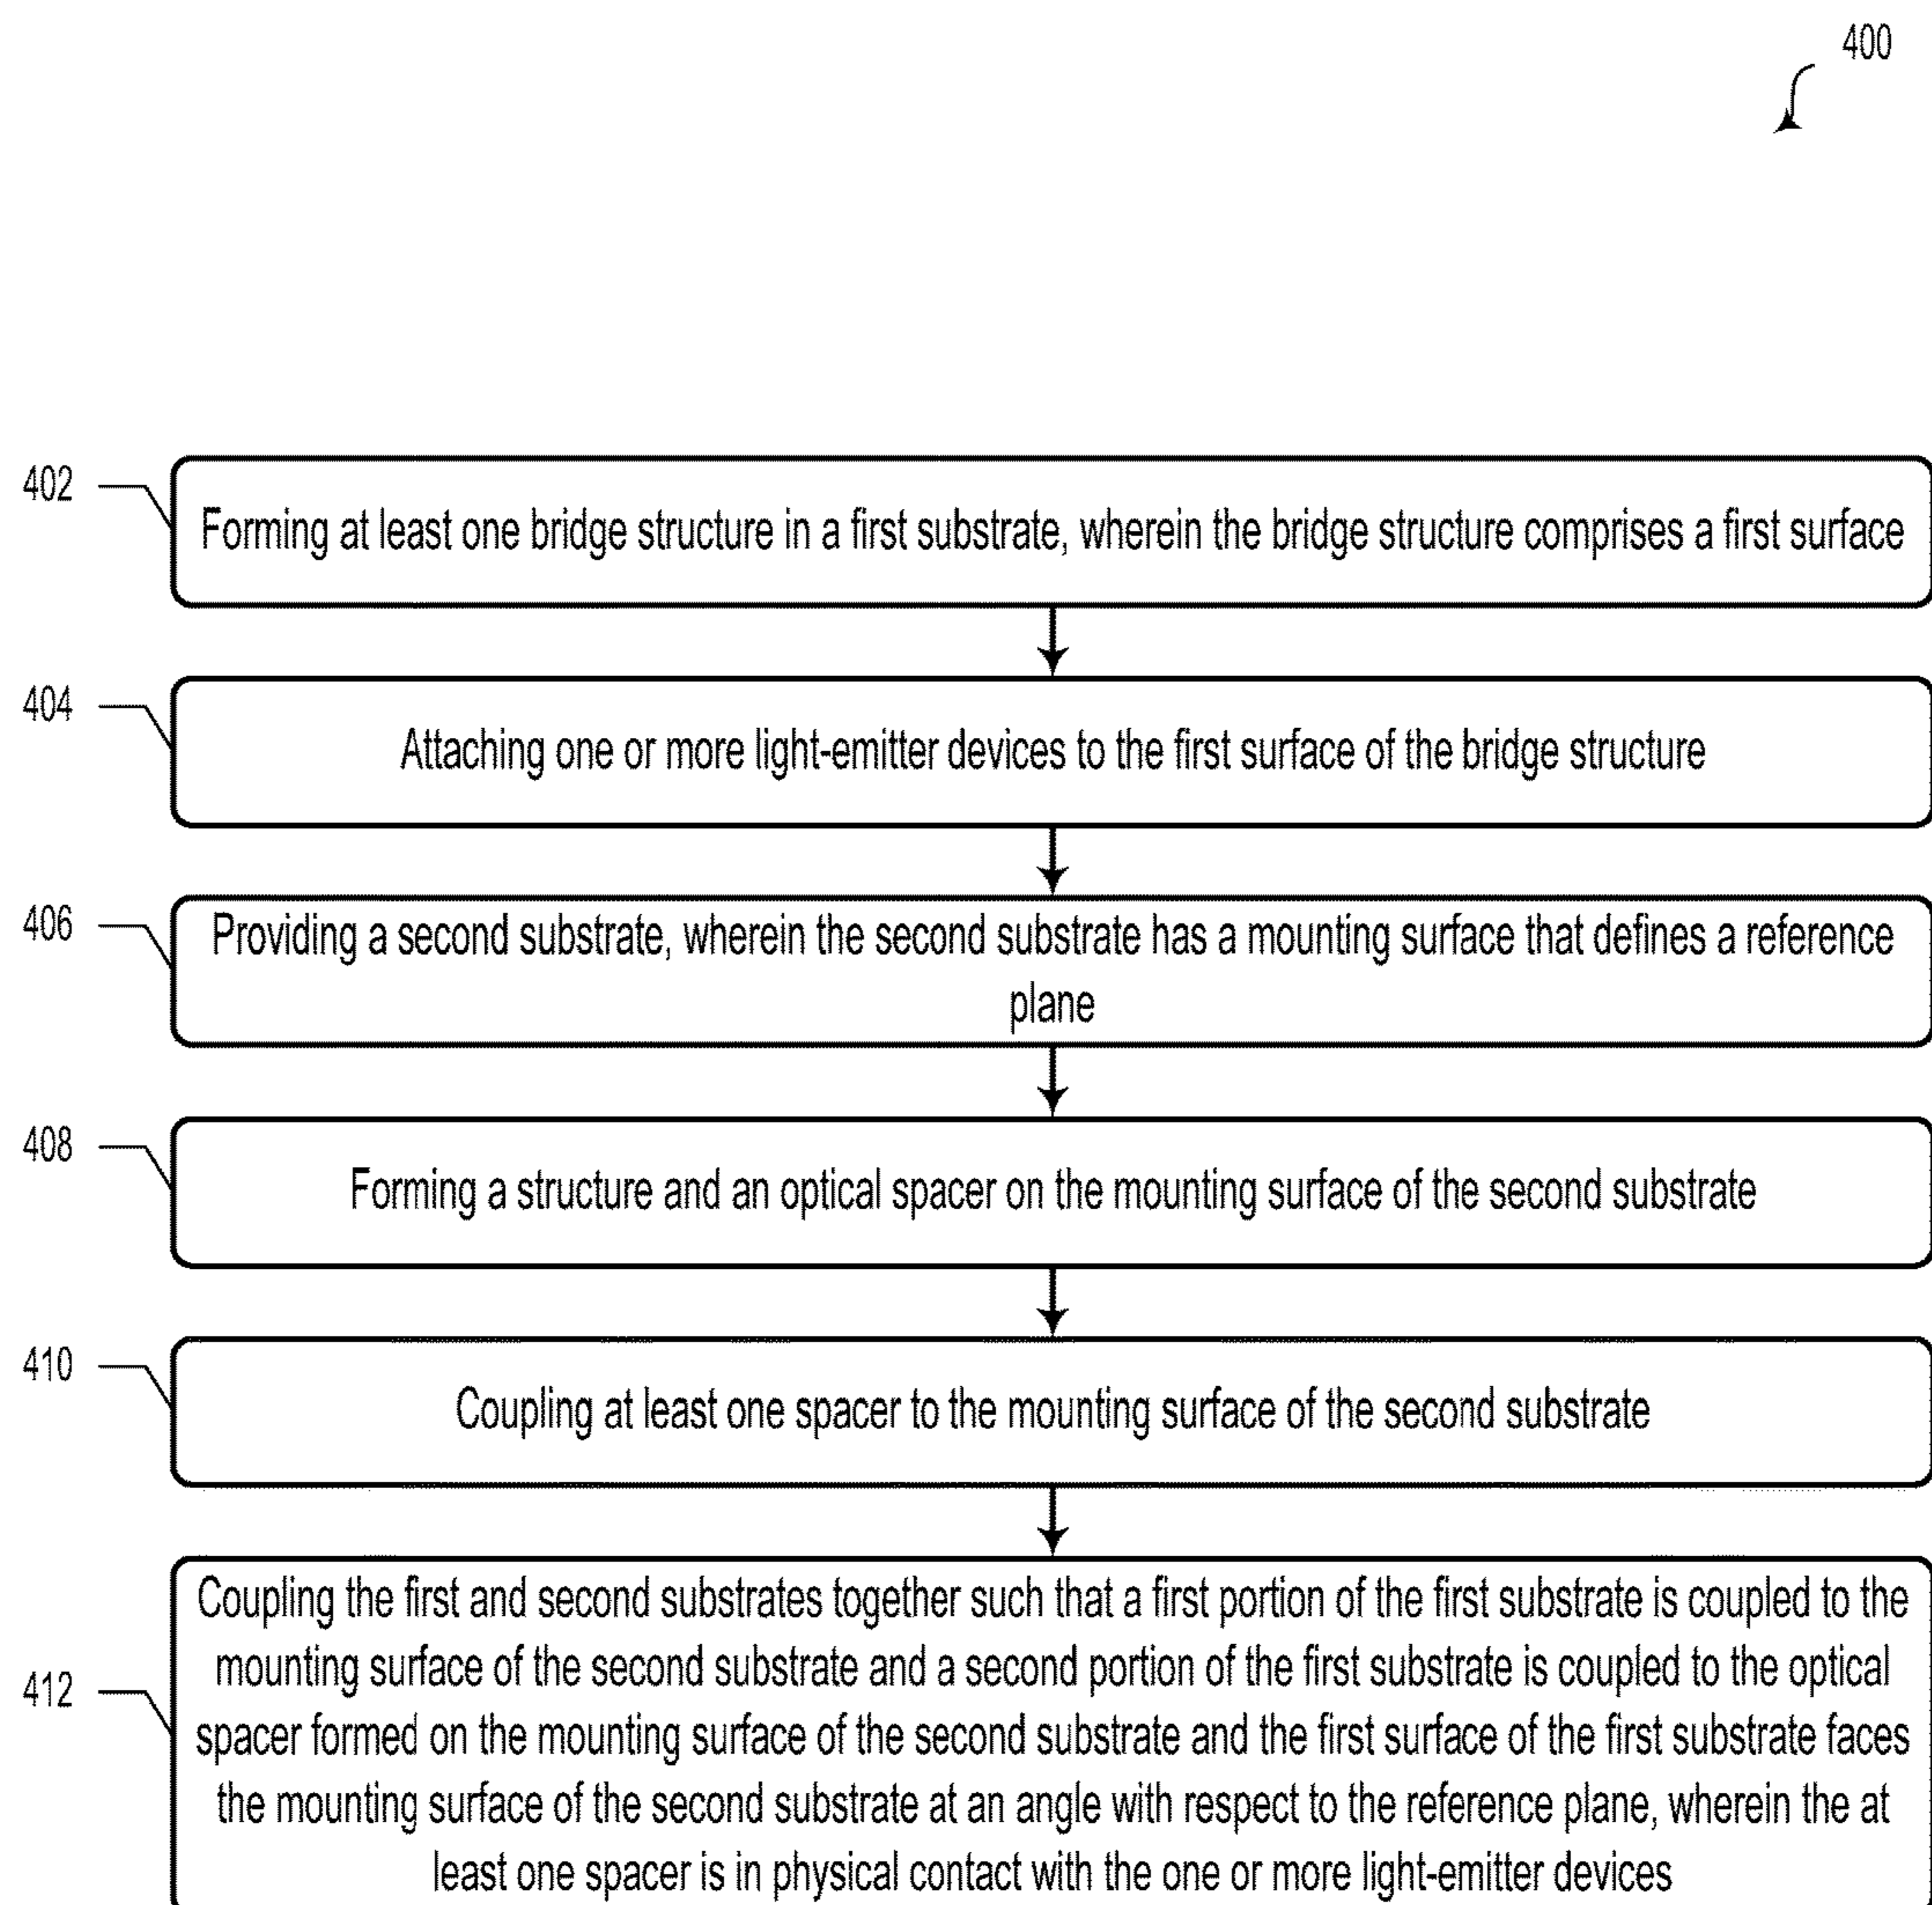 400
402
Forming at least one bridge structure in a first substrate, wherein the bridge structure comprises a first surface
404
Attaching one or more light-emitter devices to the first surface of the bridge structure
406
Providing a second substrate, wherein the second substrate has a mounting surface that defines a reference
plane
408
Forming a structure and an optical spacer on the mounting surface of the second substrate
410
Coupling at least one spacer to the mounting surface of the second substrate
412
Coupling the first and second substrates together such that a first portion of the first substrate is coupled to the
mounting surface of the second substrate and a second portion of the first substrate is coupled to the optical
spacer formed on the mounting surface of the second substrate and the first surface of the first substrate faces
the mounting surface of the second substrate at an angle with respect to the reference plane, wherein the at
least one spacer is in physical contact with the one or more light-emitter devices